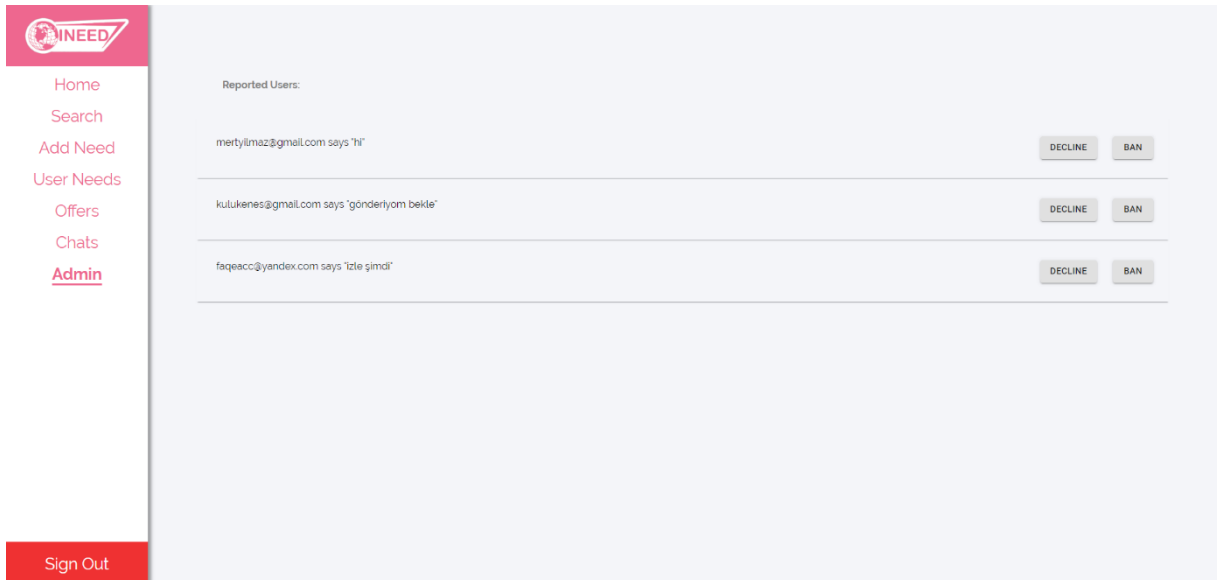 INEED
Home
Search
Add Need
User Needs
Offers
Chats
Admin
Sign Out
Reported Users:
mertyilmaz@gmail.com says "hi"
DECLINE BAN
kulukenes@gmail.com says "gönderiyom bekle"
DECLINE BAN
faqeacc@yandex.com says "izle şimdi"
DECLINE BAN